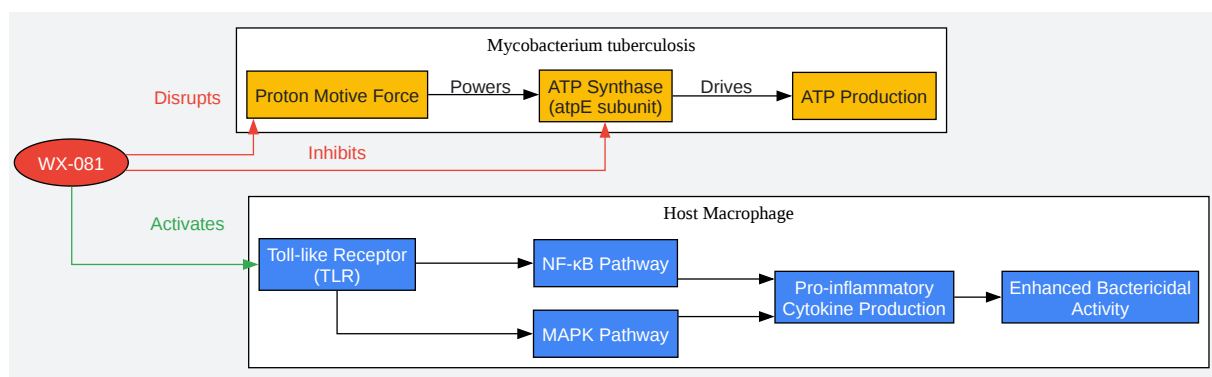 Mycobacterium tuberculosis
Disrupts
Proton Motive Force
Powers
ATP Synthase
(atpE subunit)
Drives
ATP Production
WX-081
Inhibits
Host Macrophage
Activates
Toll-like Receptor
(TLR)
NF-κB Pathway
MAPK Pathway
Pro-inflammatory
Cytokine Production
Enhanced Bactericidal
Activity